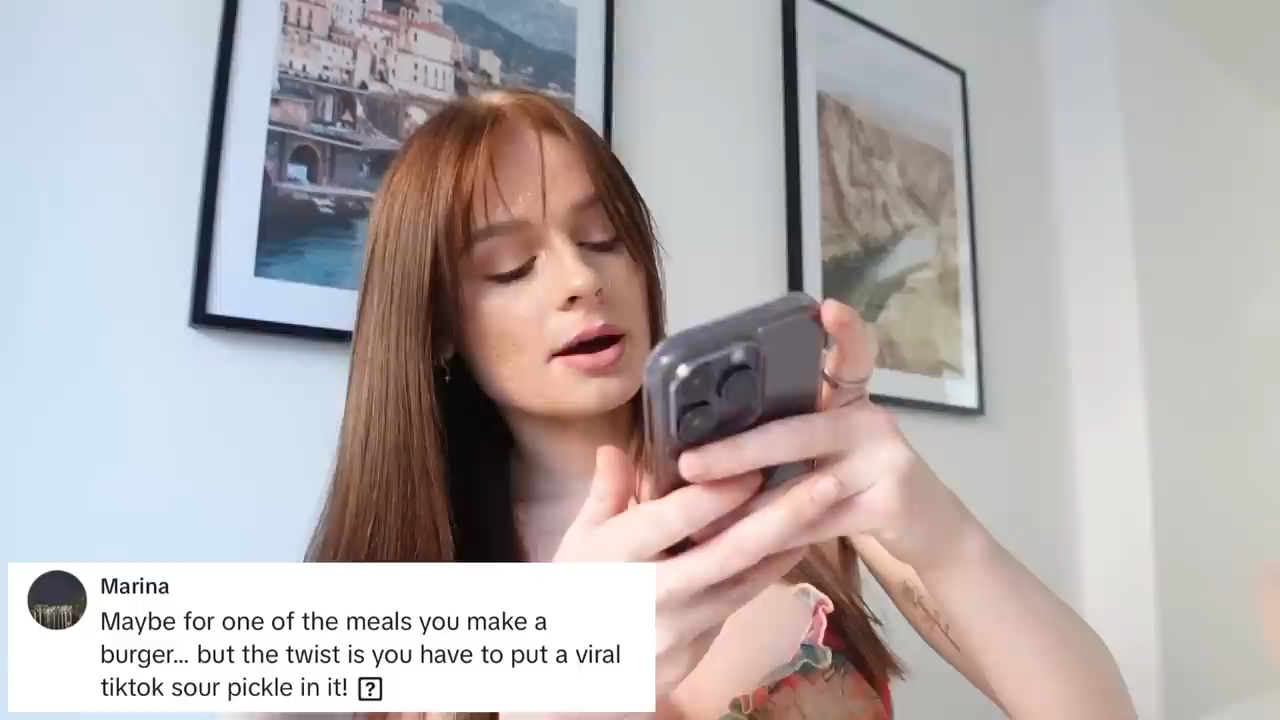 Marina
Maybe for one of the meals you make a
burger... but the twist is you have to put a viral
tiktok sour pickle in it! ⍰